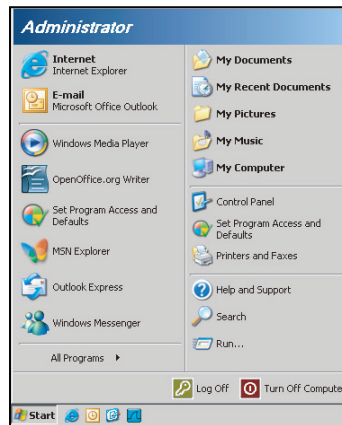 Administrator
Internet
Internet Explorer
E-mail
Microsoft Office Outlook
Windows Media Player
OpenOffice.org Writer
Set Program Access and
Defaults
MSN Explorer
Outlook Express
Windows Messenger
All Programs
My Documents
My Recent Documents
My Pictures
My Music
My Computer
Control Panel
Set Program Access and
Defaults
Printers and Faxes
Help and Support
Search
Run...
Log Off
Turn Off Compute
Start